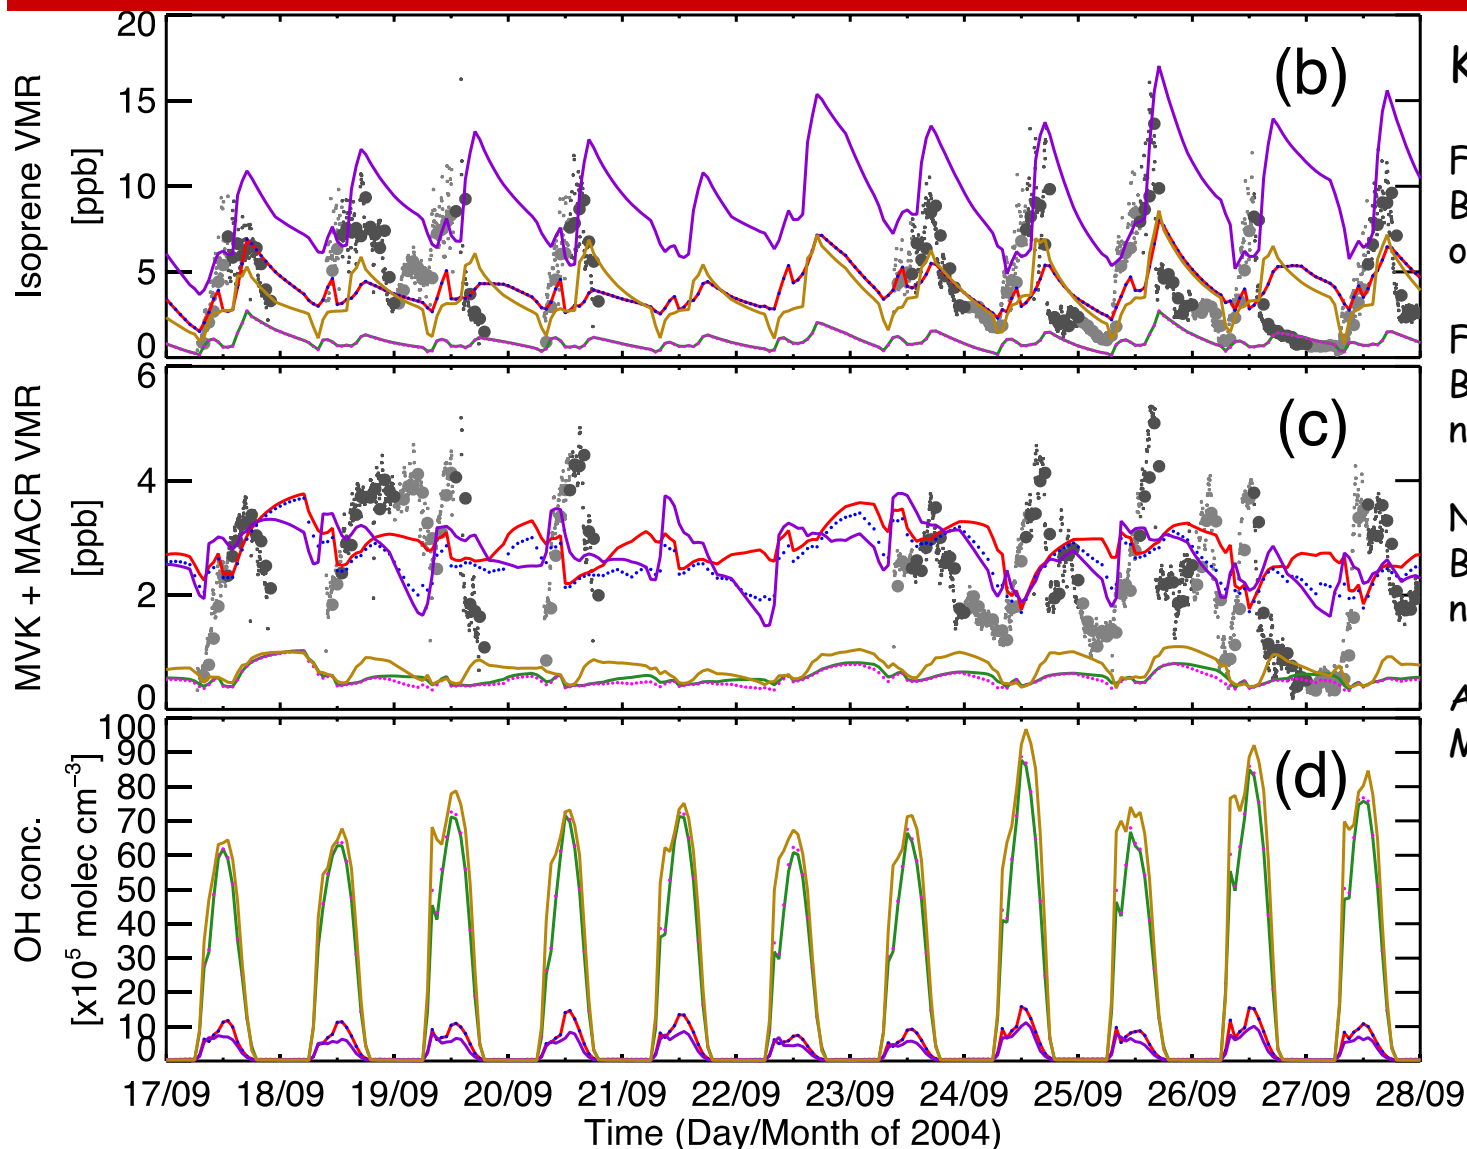 (b)
Isoprene VMR
[ppb]
20
15
10
5
0
(c)
MVK + MACR VMR
[ppb]
6
4
2
0
(d)
OH conc.
[x10⁵ molec cm⁻³]
100
90
80
70
60
50
40
30
20
10
0
17/09 18/09 19/09 20/09 21/09 22/09 23/09 24/09 25/09 26/09 27/09 28/09
Time (Day/Month of 2004)
K
F
B
o
F
B
n
N
B
n
A
M